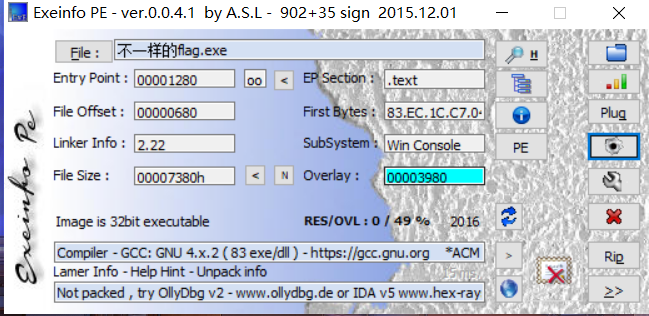 Exeinfo PE - ver.0.0.4.1 by A.S.L - 902+35 sign 2015.12.01
File : 不一样的flag.exe H
Entry Point : 00001280 oo < EP Section : .text
File Offset : 00000680 First Bytes : 83.EC.1C.C7.0 Plug
Linker Info : 2.22 SubSystem : Win Console PE
File Size : 00007380h < N Overlay : 00003980
Image is 32bit executable RES/OVL : 0 / 49 % 2016
Compiler - GCC: GNU 4.x.2 ( 83 exe/dll ) - https://gcc.gnu.org *ACM > Rip
Lamer Info - Help Hint - Unpack info
Not packed , try OllyDbg v2 - www.ollydbg.de or IDA v5 www.hex-ray >>
Exeinfo Pe